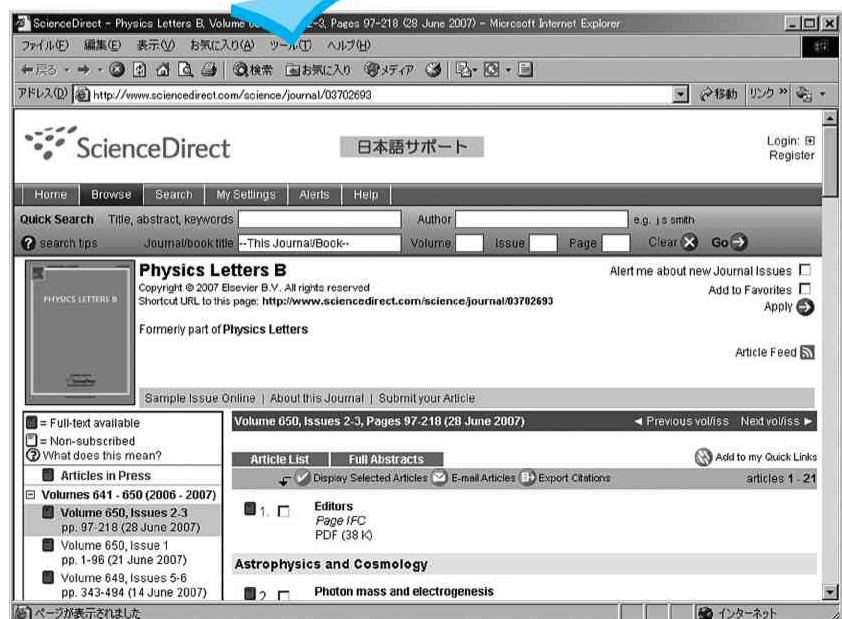 ScienceDirect - Physics Letters B, Volume 2-3, Pages 97-218 (28 June 2007) - Microsoft Internet Explorer
ファイル(F) 編集(E) 表示(V) お気に入り(A) ツール(T) ヘルプ(H)
戻る 検索 お気に入り メディア
アドレス(D) http://www.sciencedirect.com/science/journal/03702693 移動 リンク »
ScienceDirect 日本語サポート Login:
Register
Home Browse Search My Settings Alerts Help
Quick Search Title, abstract, keywords Author e.g. j s smith
? search tips Journal/book title --This Journal/Book-- Volume Issue Page Clear Go
PHYSICS LETTERS B
Physics Letters B
Copyright © 2007 Elsevier B.V. All rights reserved
Shortcut URL to this page: http://www.sciencedirect.com/science/journal/03702693
Formerly part of Physics Letters
Alert me about new Journal Issues
Add to Favorites
Apply
Article Feed
Sample Issue Online | About this Journal | Submit your Article
= Full-text available
= Non-subscribed
? What does this mean?
Articles in Press
Volumes 641 - 650 (2006 - 2007)
Volume 650, Issues 2-3
pp. 97-218 (28 June 2007)
Volume 650, Issue 1
pp. 1-96 (21 June 2007)
Volume 649, Issues 5-6
pp. 343-494 (14 June 2007)
Volume 650, Issues 2-3, Pages 97-218 (28 June 2007) ◄ Previous vol/iss Next vol/iss ►
Article List Full Abstracts Add to my Quick Links
Display Selected Articles E-mail Articles Export Citations articles 1 - 21
1. Editors
Page IFC
PDF (38 K)
Astrophysics and Cosmology
2. Photon mass and electrogenesis
ページが表示されました インターネット